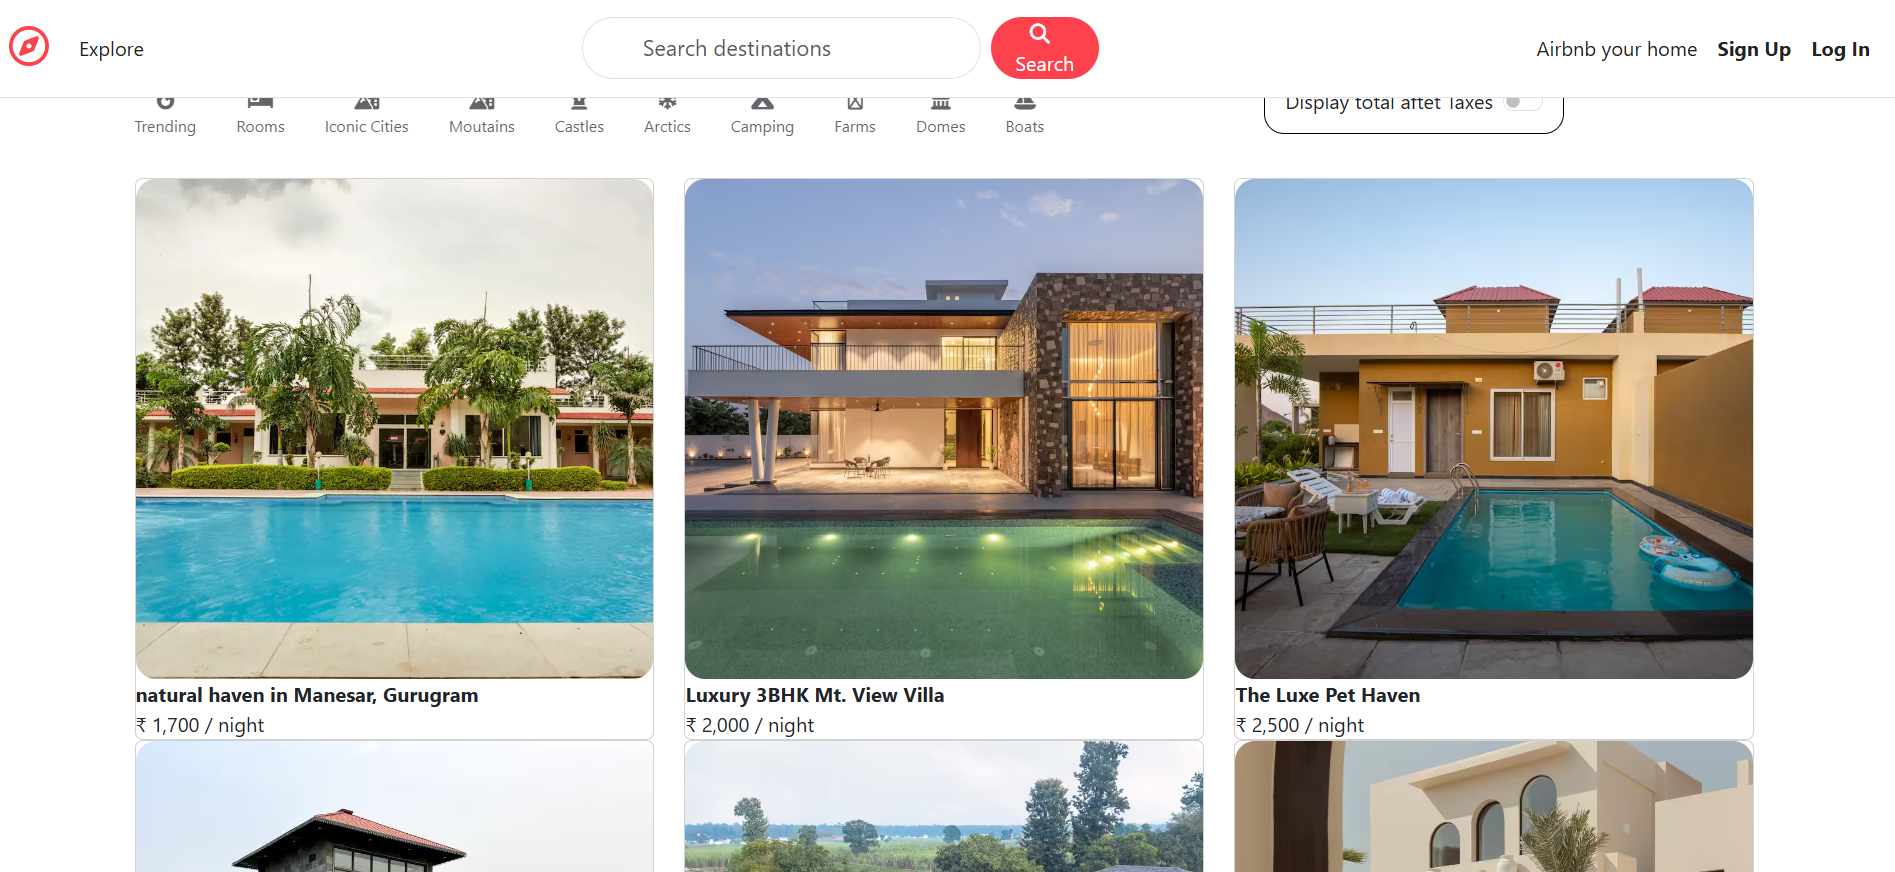 Explore
Search destinations
Search
Airbnb your home
Sign Up
Log In
Trending
Rooms
Iconic Cities
Moutains
Castles
Arctics
Camping
Farms
Domes
Boats
Display total aftet Taxes
natural haven in Manesar, Gurugram
₹ 1,700 / night
Luxury 3BHK Mt. View Villa
₹ 2,000 / night
The Luxe Pet Haven
₹ 2,500 / night